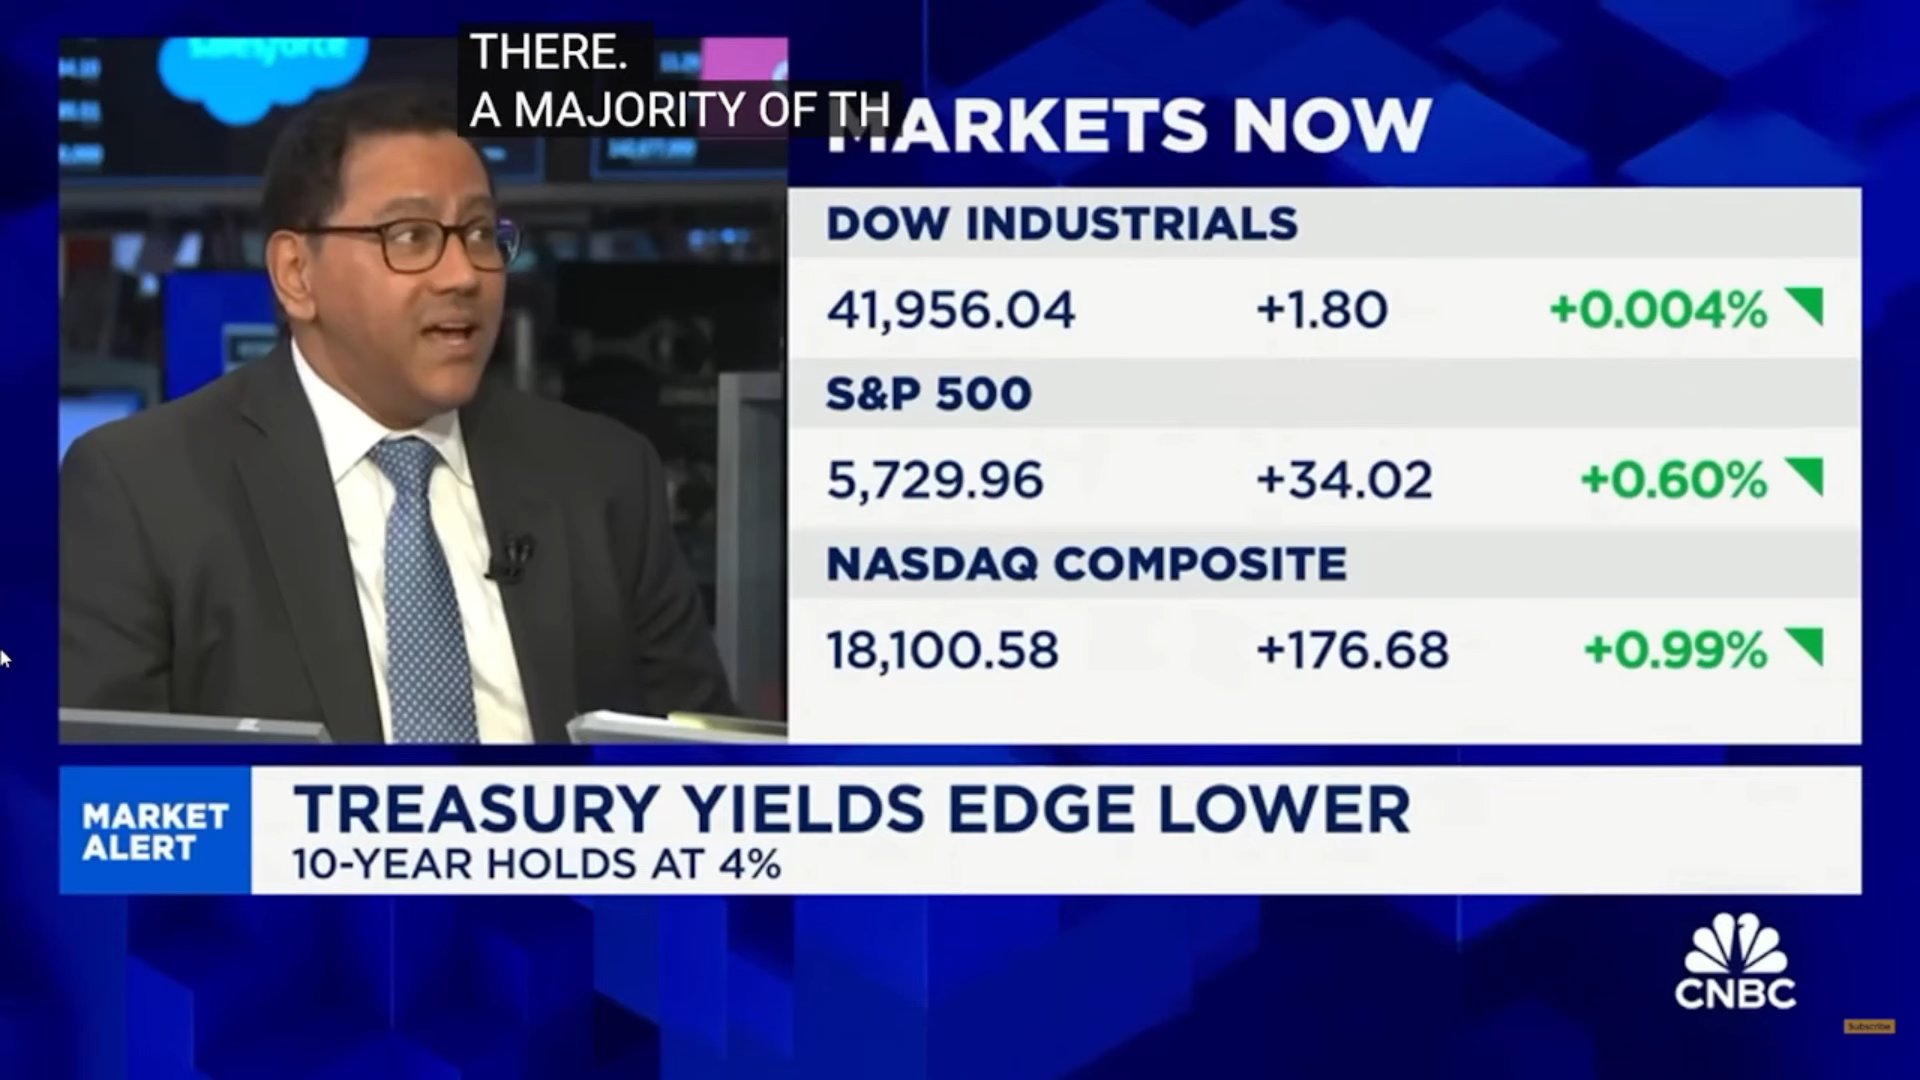 salesforce
THERE.
A MAJORITY OF TH
MARKETS NOW
DOW INDUSTRIALS
41,956.04 +1.80 +0.004%
S&P 500
5,729.96 +34.02 +0.60%
NASDAQ COMPOSITE
18,100.58 +176.68 +0.99%
MARKET
ALERT
TREASURY YIELDS EDGE LOWER
10-YEAR HOLDS AT 4%
CNBC
Subscribe